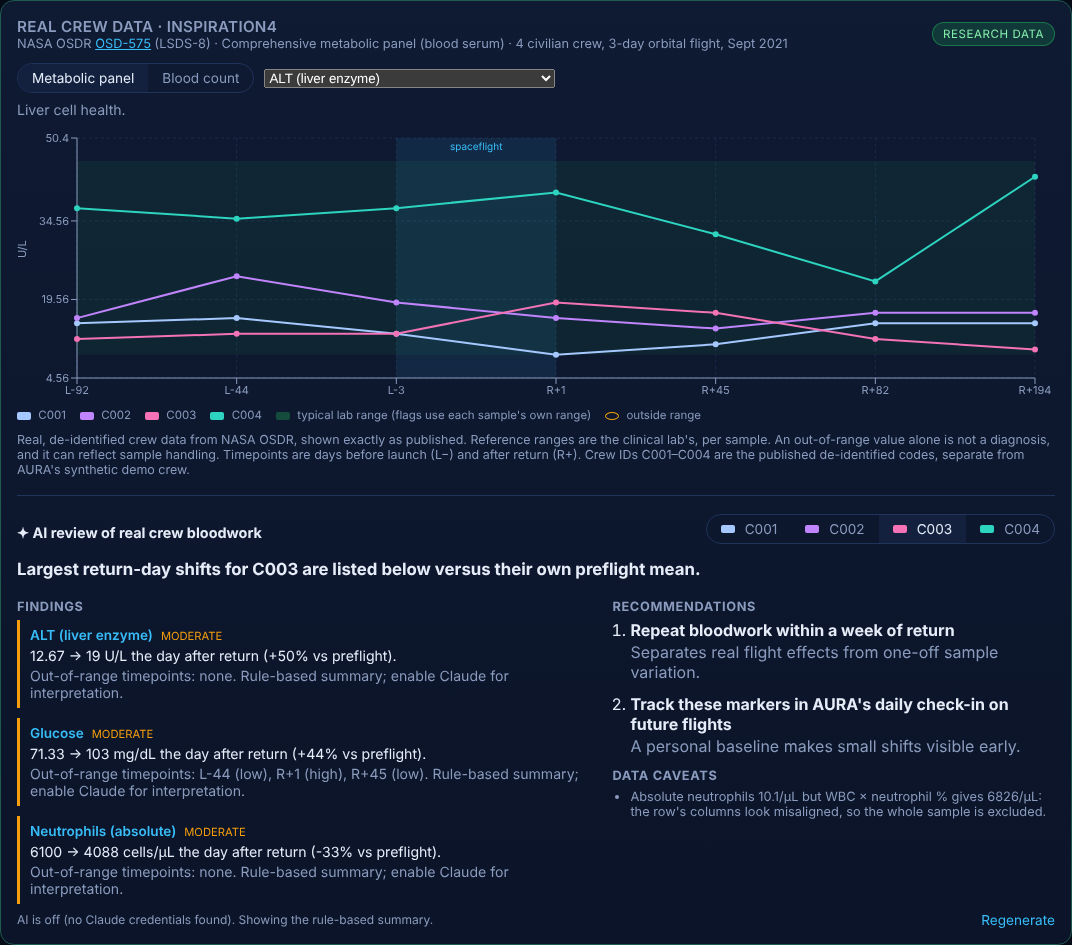 REAL CREW DATA · INSPIRATION4
NASA OSDR OSD-575 (LSDS-8) · Comprehensive metabolic panel (blood serum) · 4 civilian crew, 3-day orbital flight, Sept 2021
RESEARCH DATA
Metabolic panel
Blood count
ALT (liver enzyme)
Liver cell health.
50.4
34.56
19.56
4.56
U/L
spaceflight
L-92
L-44
L-3
R+1
R+45
R+82
R+194
C001
C002
C003
C004
typical lab range (flags use each sample's own range)
outside range
Real, de-identified crew data from NASA OSDR, shown exactly as published. Reference ranges are the clinical lab's, per sample. An out-of-range value alone is not a diagnosis,
and it can reflect sample handling. Timepoints are days before launch (L−) and after return (R+). Crew IDs C001–C004 are the published de-identified codes, separate from
AURA's synthetic demo crew.
✦ AI review of real crew bloodwork
C001
C002
C003
C004
Largest return-day shifts for C003 are listed below versus their own preflight mean.
FINDINGS
ALT (liver enzyme) MODERATE
12.67 → 19 U/L the day after return (+50% vs preflight).
Out-of-range timepoints: none. Rule-based summary; enable Claude for
interpretation.
Glucose MODERATE
71.33 → 103 mg/dL the day after return (+44% vs preflight).
Out-of-range timepoints: L-44 (low), R+1 (high), R+45 (low). Rule-based summary;
enable Claude for interpretation.
Neutrophils (absolute) MODERATE
6100 → 4088 cells/µL the day after return (-33% vs preflight).
Out-of-range timepoints: none. Rule-based summary; enable Claude for
interpretation.
RECOMMENDATIONS
1. Repeat bloodwork within a week of return
Separates real flight effects from one-off sample
variation.
2. Track these markers in AURA's daily check-in on
future flights
A personal baseline makes small shifts visible early.
DATA CAVEATS
• Absolute neutrophils 10.1/µL but WBC × neutrophil % gives 6826/µL:
the row's columns look misaligned, so the whole sample is excluded.
AI is off (no Claude credentials found). Showing the rule-based summary.
Regenerate